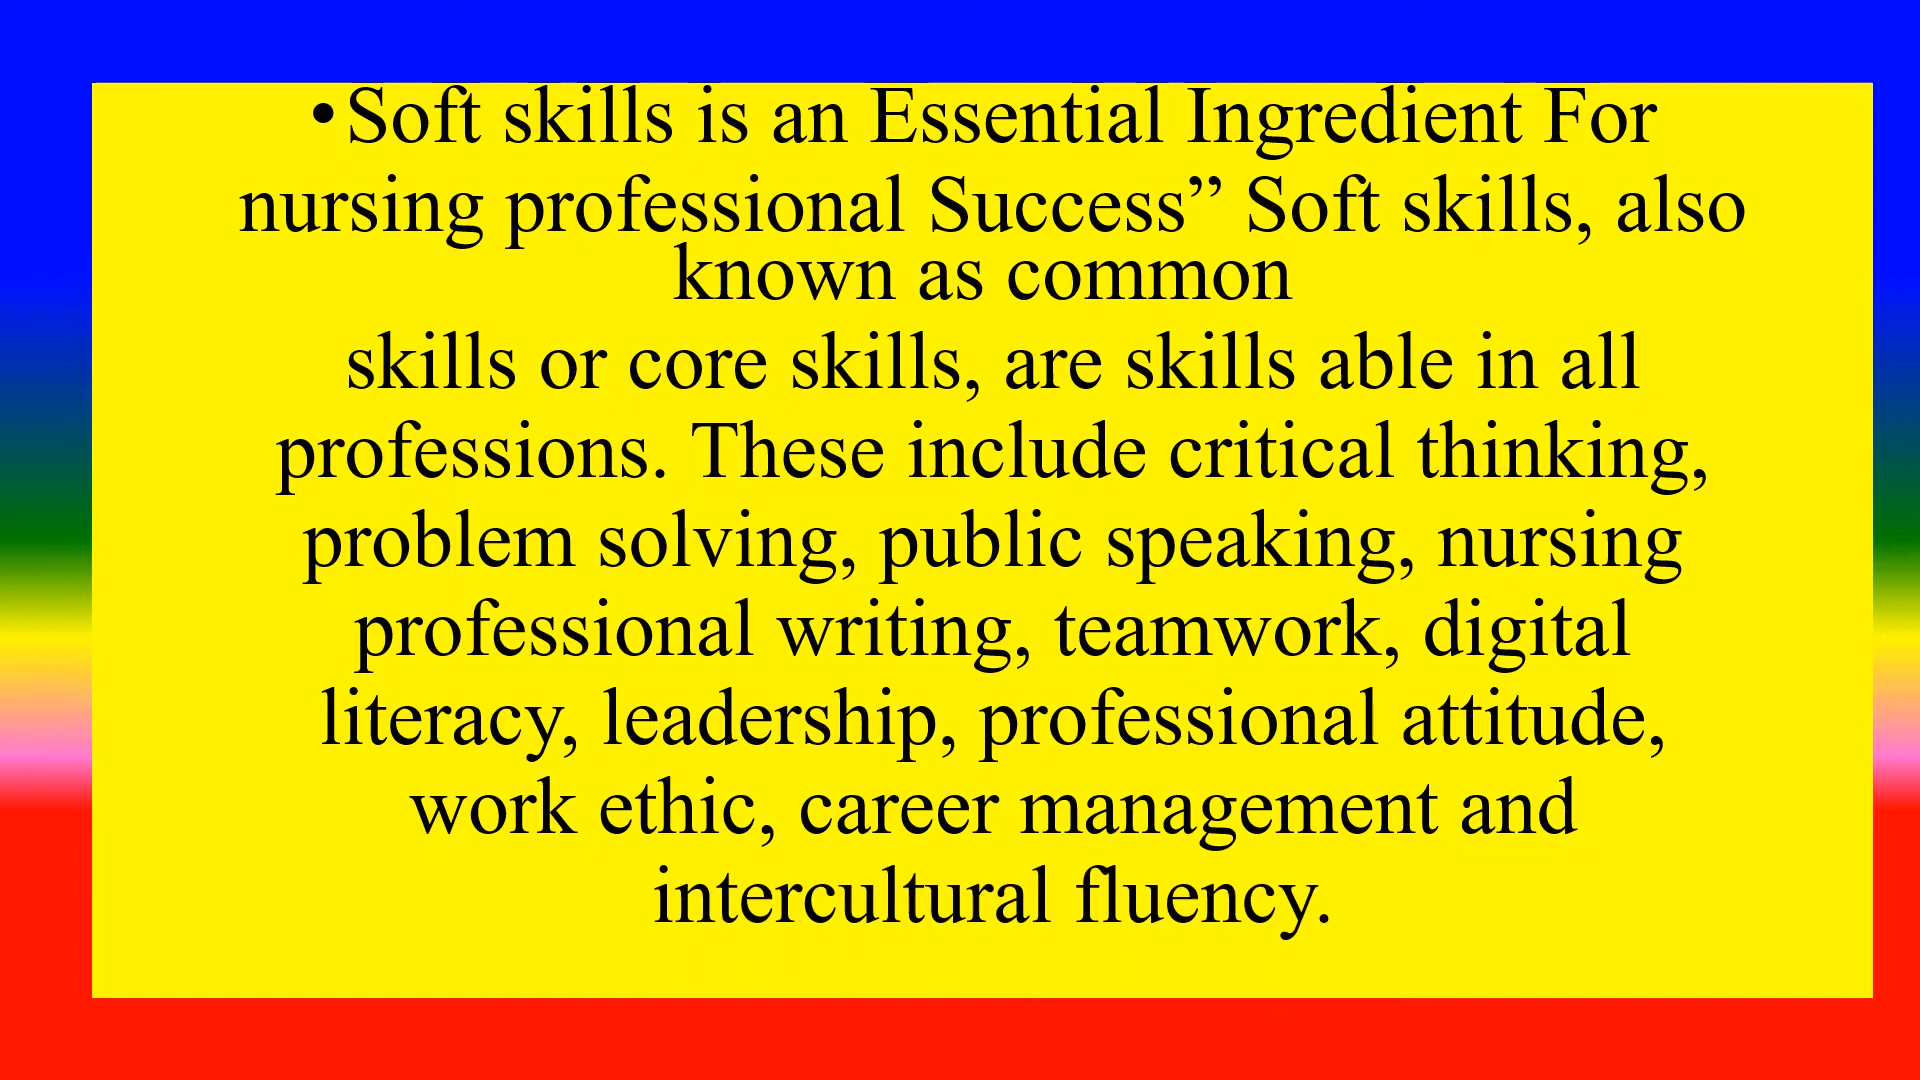 •Soft skills is an Essential Ingredient For
nursing professional Success” Soft skills, also
known as common
skills or core skills, are skills able in all
professions. These include critical thinking,
problem solving, public speaking, nursing
professional writing, teamwork, digital
literacy, leadership, professional attitude,
work ethic, career management and
intercultural fluency.